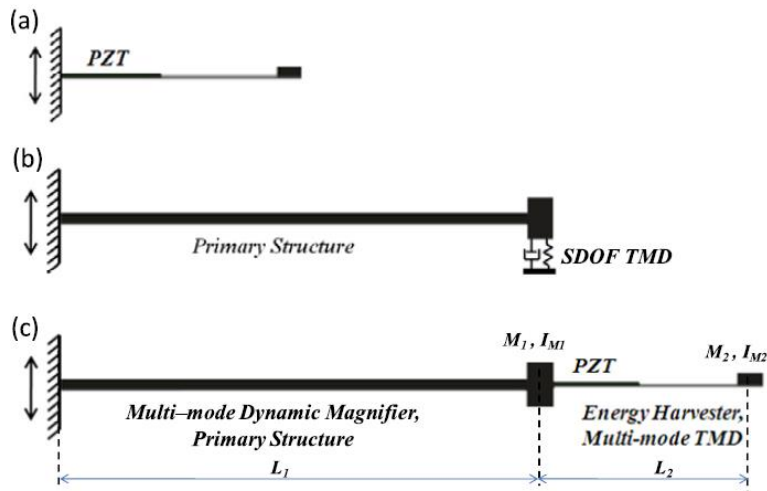 (a)
PZT
(b)
Primary Structure
SDOF TMD
(c)
M1, IM1
PZT
M2, IM2
Multi–mode Dynamic Magnifier,
Primary Structure
Energy Harvester,
Multi-mode TMD
L1
L2